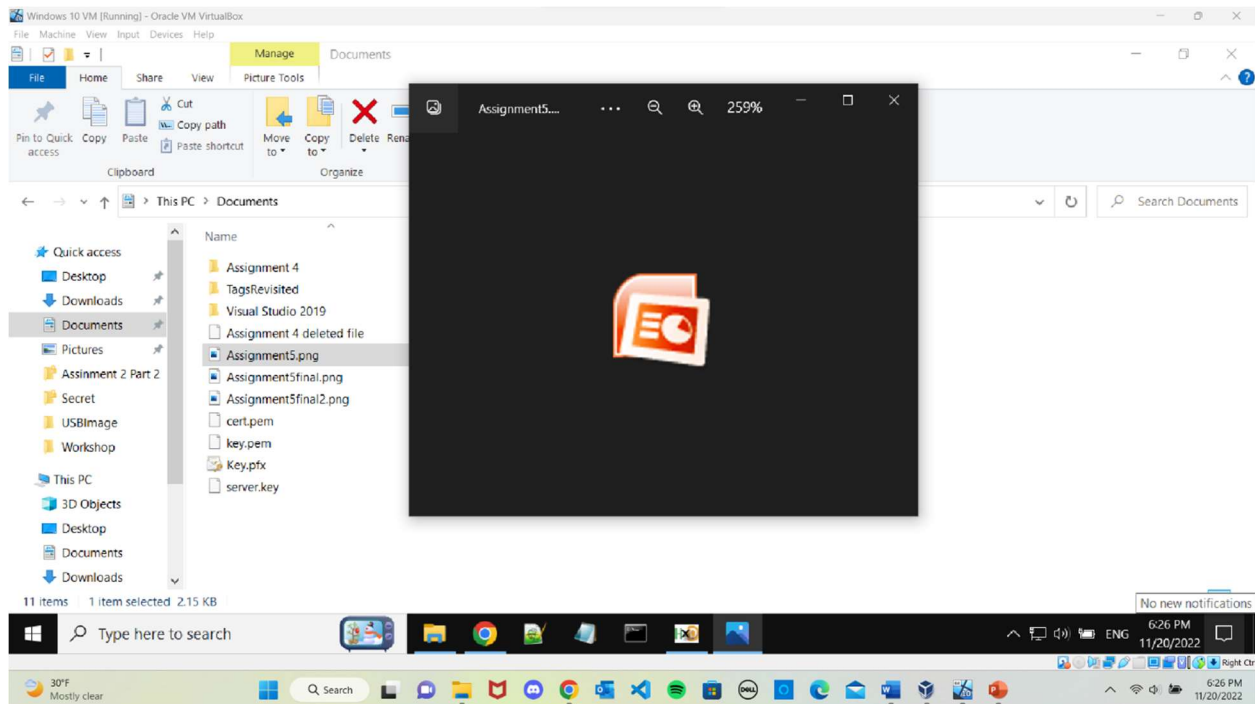 Windows 10 VM [Running] - Oracle VM VirtualBox
File Machine View Input Devices Help
Manage Documents
File Home Share View Picture Tools
Pin to Quick access
Copy
Paste
Cut
Copy path
Paste shortcut
Move to
Copy to
Delete
Rena
Clipboard
Organize
Assignment5.... ... 259%
> This PC > Documents
Search Documents
Name
Quick access
Desktop
Downloads
Documents
Pictures
Assinment 2 Part 2
Secret
USBImage
Workshop
This PC
3D Objects
Desktop
Documents
Downloads
Assignment 4
TagsRevisited
Visual Studio 2019
Assignment 4 deleted file
Assignment5.png
Assignment5final.png
Assignment5final2.png
cert.pem
key.pem
Key.pfx
server.key
11 items 1 item selected 2.15 KB
No new notifications
Type here to search
ENG
6:26 PM
11/20/2022
Right Ctr
30°F
Mostly clear
Search
DELL
6:26 PM
11/20/2022